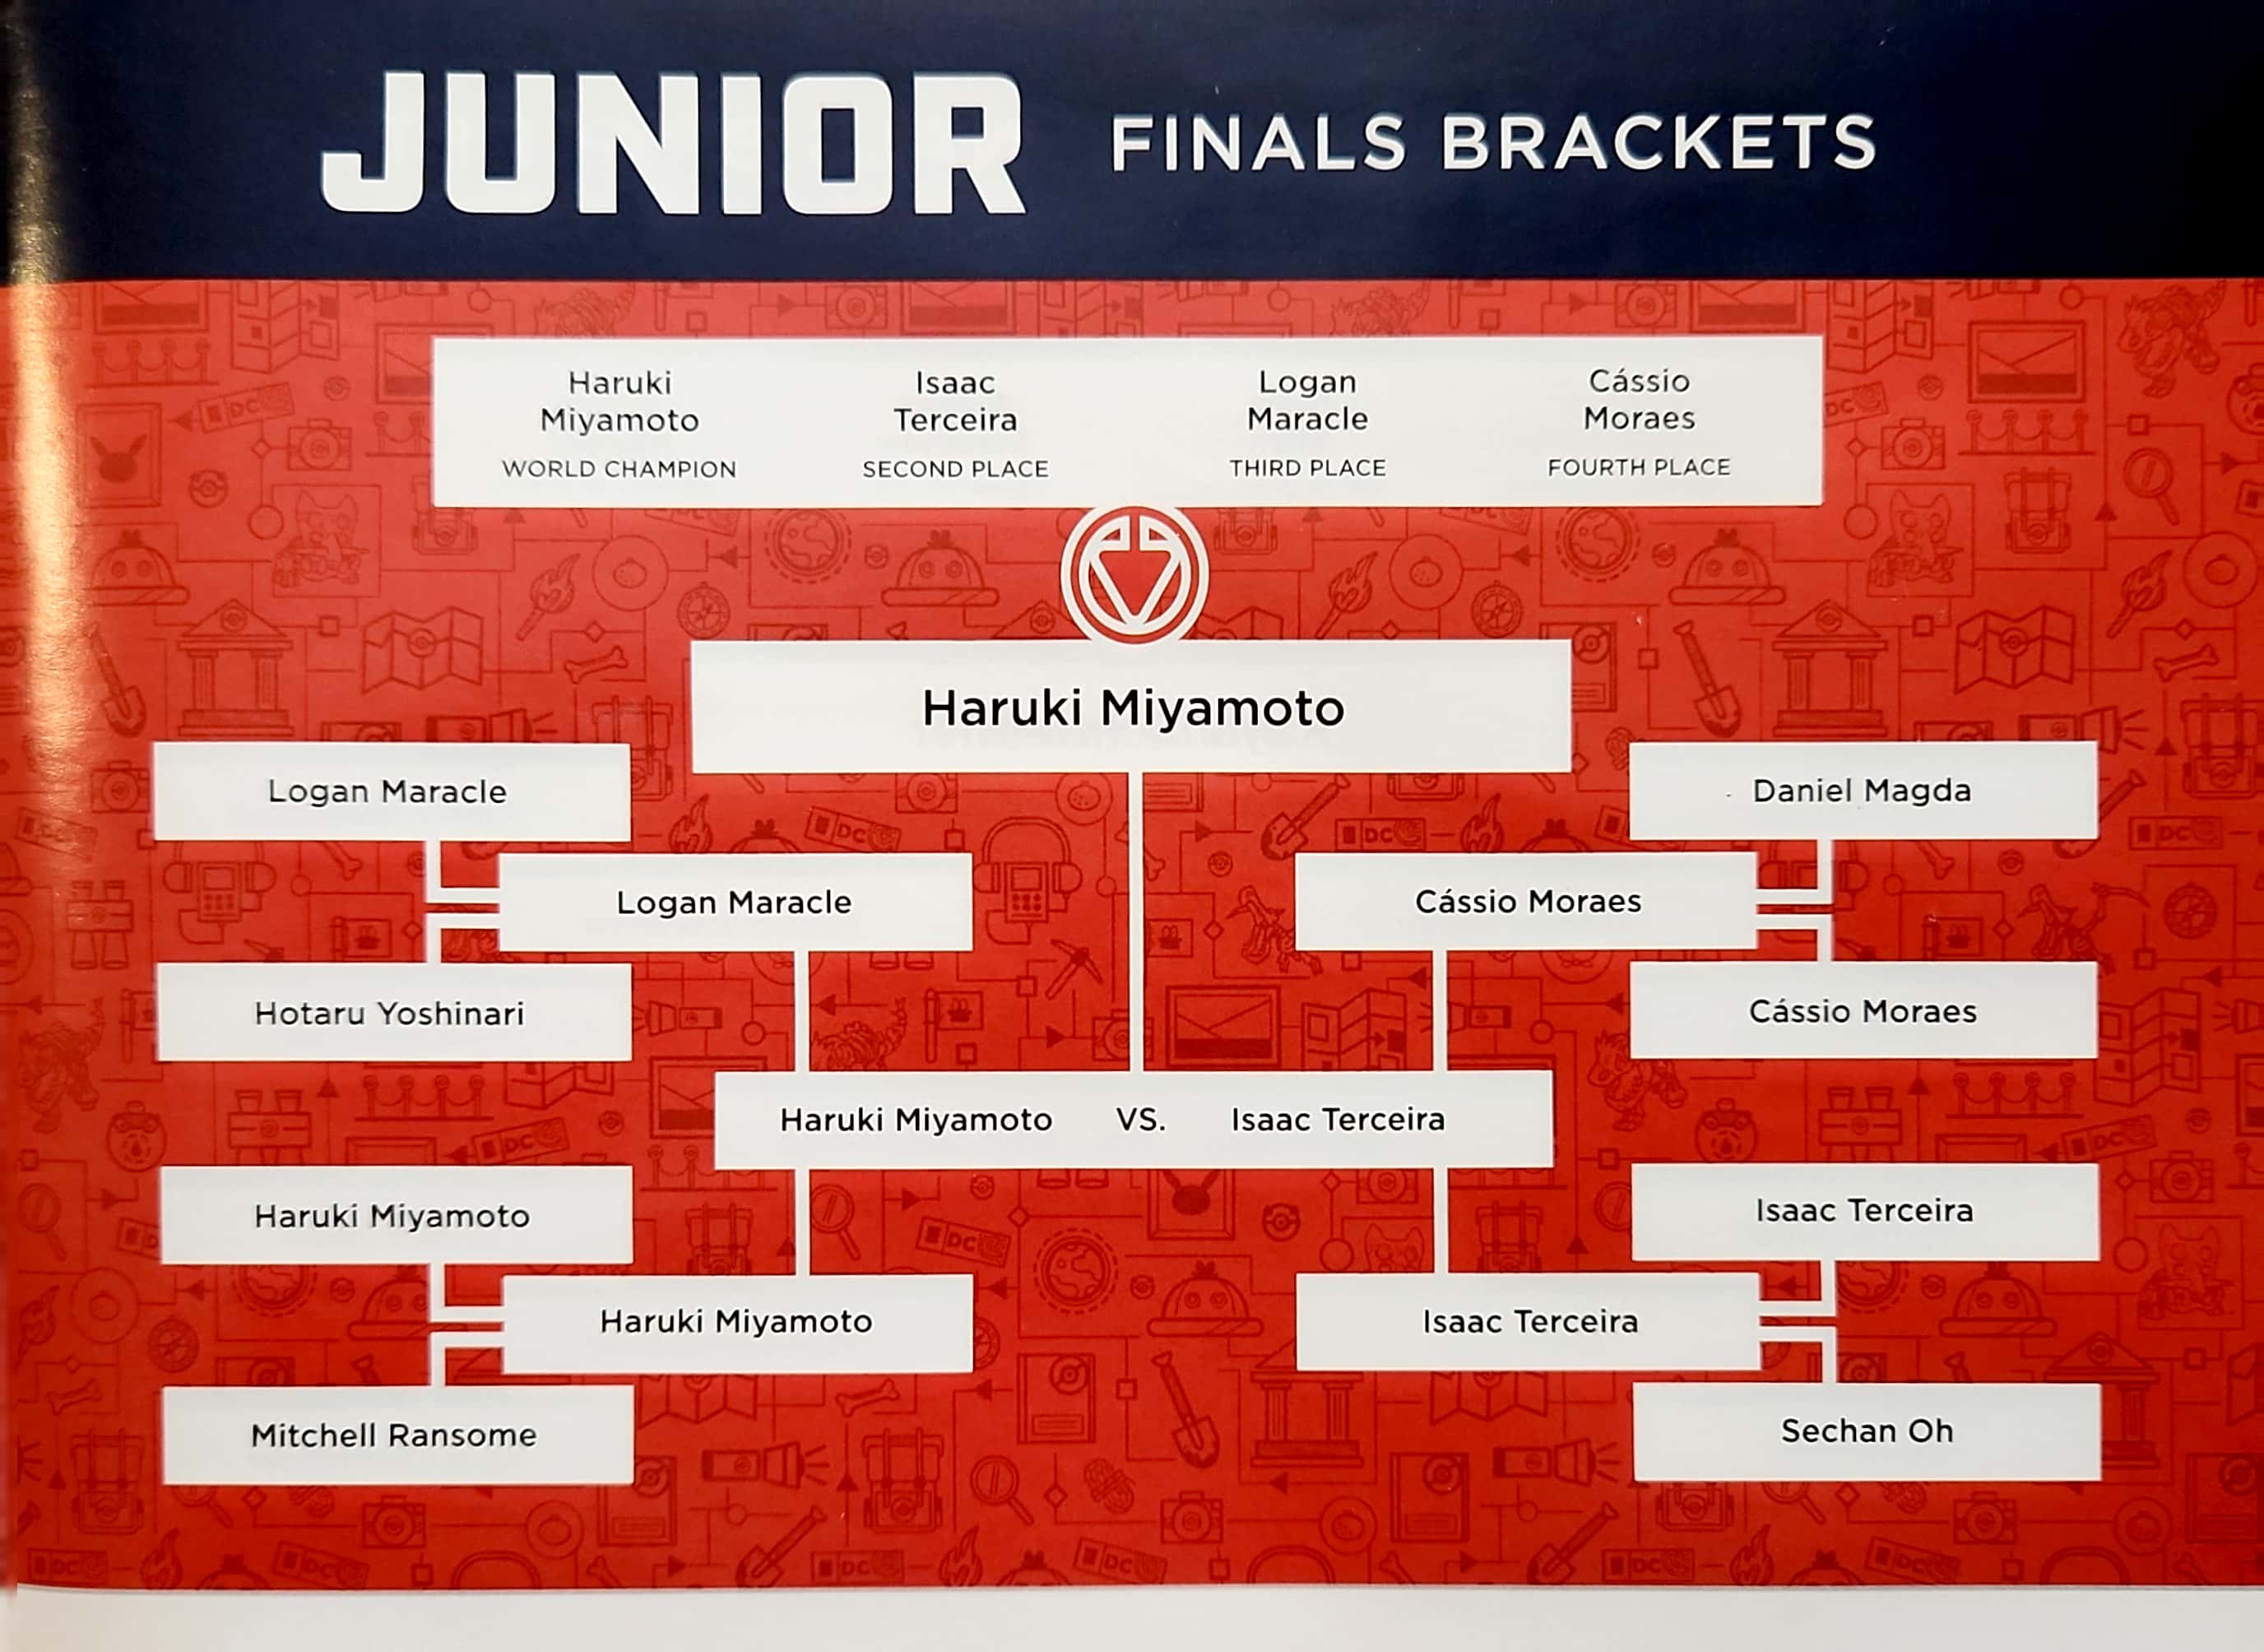 JUNIOR FINALS BRACKETS
Haruki Miyamoto
WORLD CHAMPION
Isaac Terceira
SECOND PLACE
Logan Maracle
THIRD PLACE
Cássio Moraes
FOURTH PLACE
Haruki Miyamoto
Logan Maracle
Logan Maracle
Hotaru Yoshinari
Daniel Magda
Cássio Moraes
Cássio Moraes
Haruki Miyamoto VS. Isaac Terceira
Haruki Miyamoto
Haruki Miyamoto
Mitchell Ransome
Isaac Terceira
Isaac Terceira
Sechan Oh